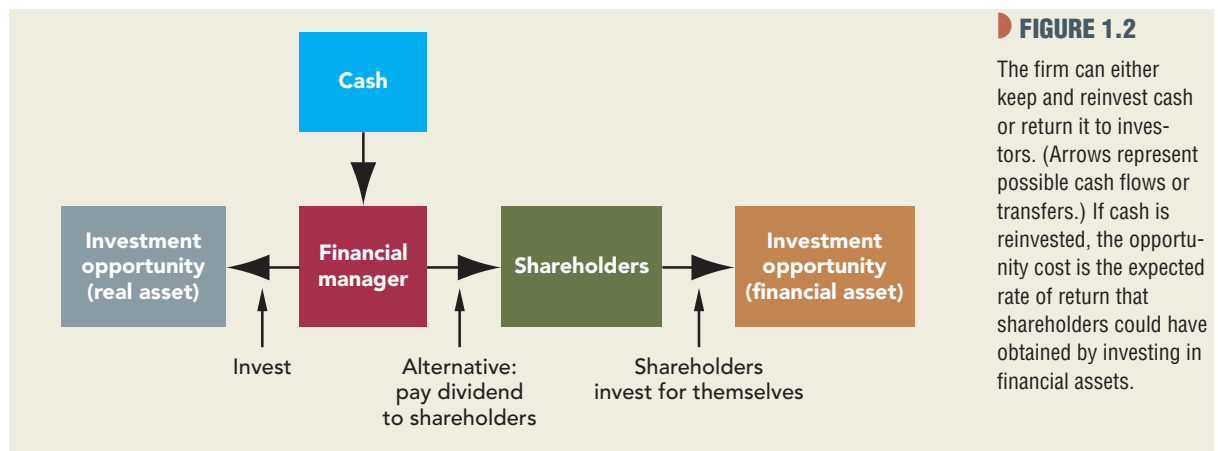 Cash
Investment
opportunity
(real asset)
Financial
manager
Shareholders
Investment
opportunity
(financial asset)
Invest
Alternative:
pay dividend
to shareholders
Shareholders
invest for themselves
FIGURE 1.2
The firm can either
keep and reinvest cash
or return it to inves-
tors. (Arrows represent
possible cash flows or
transfers.) If cash is
reinvested, the opportu-
nity cost is the expected
rate of return that
shareholders could have
obtained by investing in
financial assets.